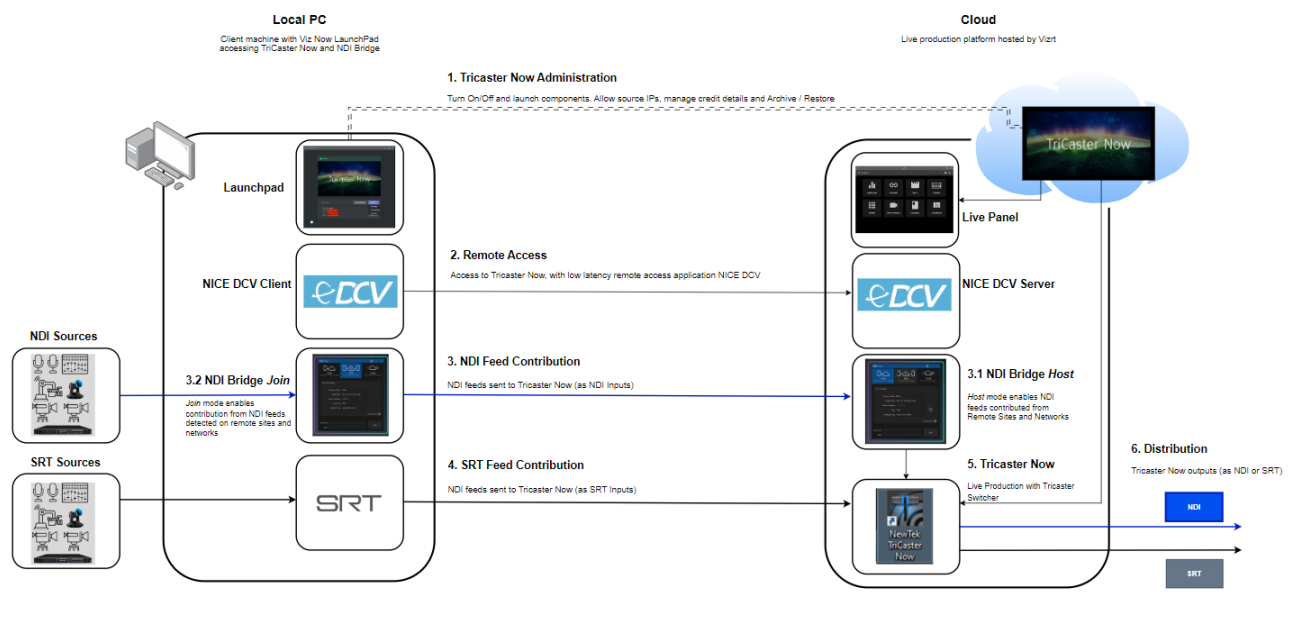 Local PC
Client machine with Viz Now LaunchPad
accessing TriCaster Now and NDI Bridge
Cloud
Live production platform hosted by Vizrt
1. Tricaster Now Administration
Turn On/Off and launch components. Allow source IPs, manage credit details and Archive / Restore
TriCaster Now
Launchpad
TriCaster Now
Live Panel
2. Remote Access
Access to Tricaster Now, with low latency remote access application NICE DCV
NICE DCV Client
DCV
DCV
NICE DCV Server
NDI Sources
3.2 NDI Bridge Join
Join mode enables
contribution from NDI feeds
detected on remote sites and
networks
3. NDI Feed Contribution
NDI feeds sent to Tricaster Now (as NDI Inputs)
3.1 NDI Bridge Host
Host mode enables NDI
feeds contributed from
Remote Sites and Networks
SRT Sources
SRT
4. SRT Feed Contribution
NDI feeds sent to Tricaster Now (as SRT Inputs)
5. Tricaster Now
Live Production with Tricaster
Switcher
NewTek
TriCaster
Now
6. Distribution
Tricaster Now outputs (as NDI or SRT)
NDI
SRT